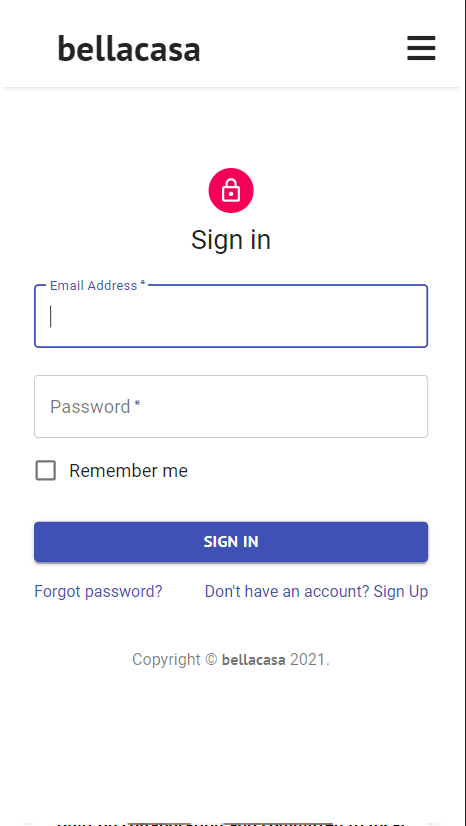 bellacasa
Sign in
Email Address *
Password *
Remember me
SIGN IN
Forgot password? Don't have an account? Sign Up
Copyright © bellacasa 2021.